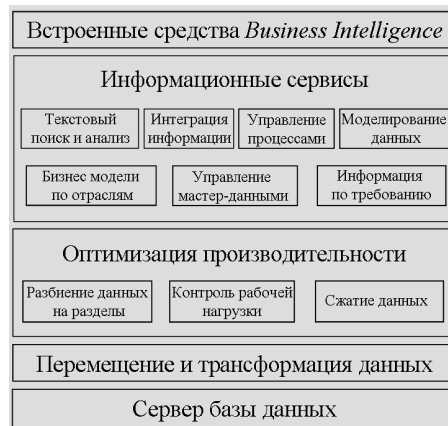 Встроенные средства Business Intelligence
Информационные сервисы
Текстовый
поиск и анализ
Интеграция
информации
Управление
процессами
Моделирование
данных
Бизнес модели
по отраслям
Управление
мастер-данными
Информация
по требованию
Оптимизация производительности
Разбиение данных
на разделы
Контроль рабочей
нагрузки
Сжатие данных
Перемещение и трансформация данных
Сервер базы данных